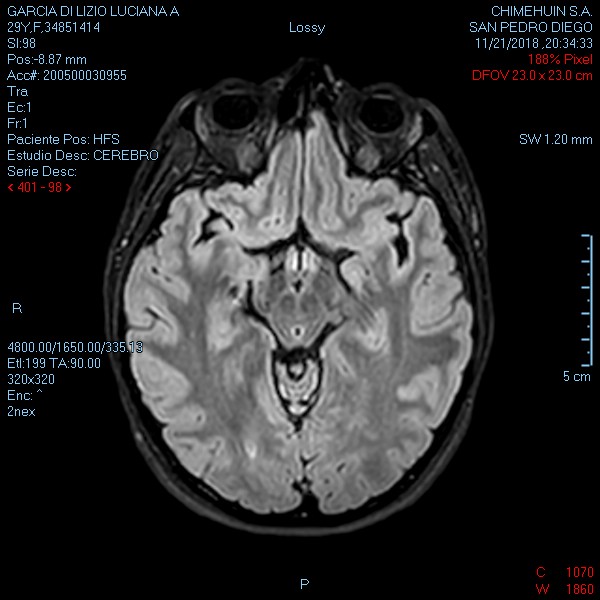 GARCIA DI LIZIO LUCIANA A
29Y,F,34851414
Sl:98
Pos:-8.87 mm
Acc#: 200500030955
Tra
Ec:1
Fr:1
Paciente Pos: HFS
Estudio Desc: CEREBRO
Serie Desc:
< 401 - 98 >
Lossy
CHIMEHUIN S.A.
SAN PEDRO DIEGO
11/21/2018 ,20:34:33
188% Pixel
DFOV 23.0 x 23.0 cm
SW 1.20 mm
R
4800.00/1650.00/335.13
Etl:199 TA:90.00
320x320
Enc: ^
2nex
5 cm
P
C 1070
W 1860